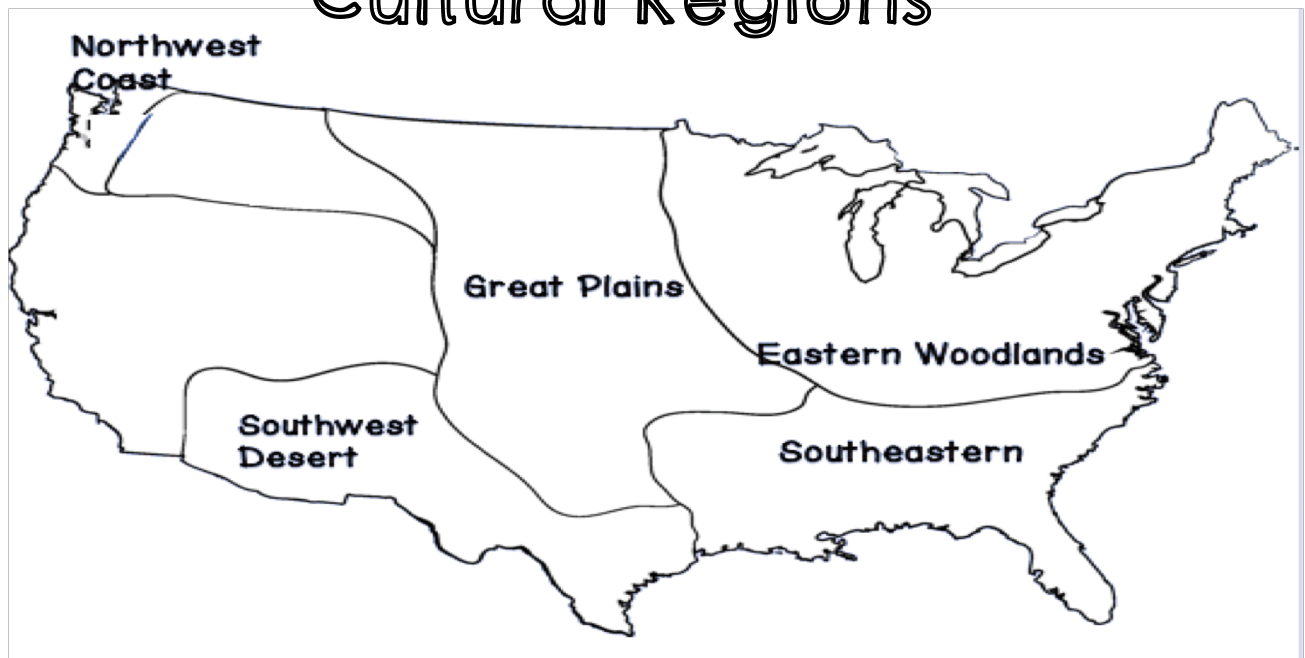 Cultural Regions
Northwest
Coast
Great Plains
Eastern Woodlands
Southwest
Desert
Southeastern